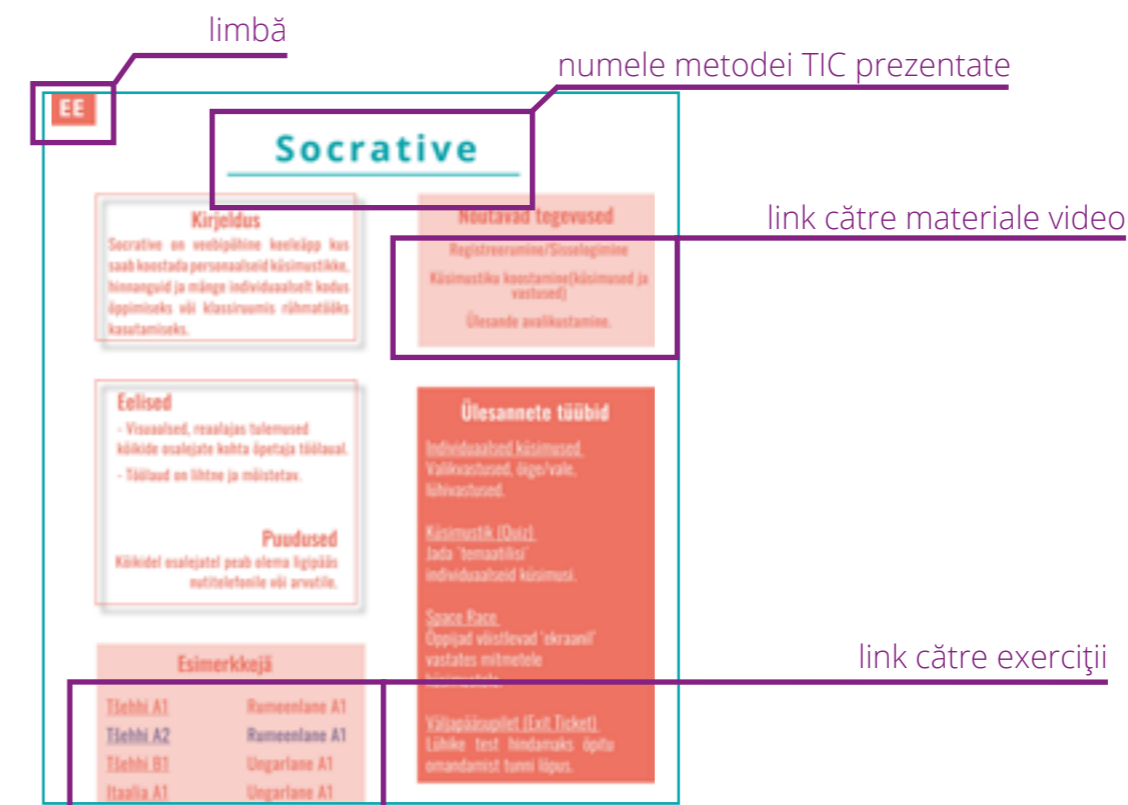 limbă
numele metodei TIC prezentate
EE
Socrative
link către materiale video
Kirjeldus
Socrative on veebipõhine keeleäpp kus
saab koostada personaalseid küsimustikke,
hinnanguid ja mänge individuaalselt kodus
õppimiseks või klassiruumis rühmatööks
kasutamiseks.
Nõutavad tegevused
Registreerumine/Sisselogimine
Küsimustiku koostamine(küsimused ja
vastused)
Ülesande avalikustamine.
Eelised
- Visuaalsed, reaalajas tulemused
kõikide osalejate kohta õpetaja töölaual.
- Töölaud on lihtne ja mõistetav.
Puudused
Kõikidel osalejatel peab olema ligipääs
nutitelefonile või arvutile.
Ülesannete tüübid
Individuaalsed küsimused
Valikvastused, õige/vale,
lühivastused.
Küsimustik (Quiz)
Jada 'temaatilisi'
individuaalseid küsimusi.
Space Race
Õppijad võistlevad 'ekraanil'
vastates mitmetele
küsimustele.
Väljapääsupilet (Exit Ticket)
Lühike test hindamaks õpitu
omandamist tunni lõpus.
link către exerciţii
Esimerkkejä
Tšehhi A1 Rumeenlane A1
Tšehhi A2 Rumeenlane A1
Tšehhi B1 Ungarlane A1
Itaalia A1 Ungarlane A1